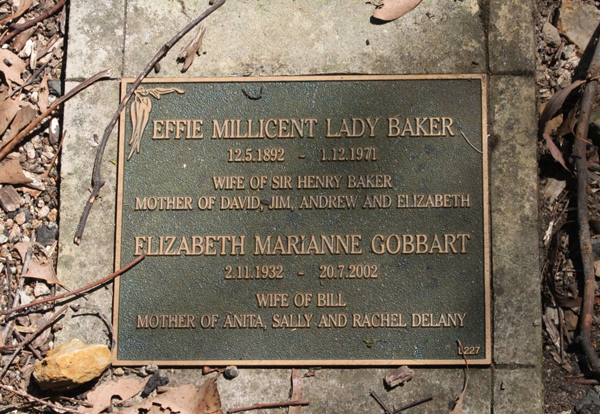 EFFIE MILLICENT LADY BAKER
12.5.1892 - 1.12.1971
WIFE OF SIR HENRY BAKER
MOTHER OF DAVID, JIM, ANDREW AND ELIZABETH
ELIZABETH MARIANNE GOBBART
2.11.1932 - 20.7.2002
WIFE OF BILL
MOTHER OF ANITA, SALLY AND RACHEL DELANY
L227